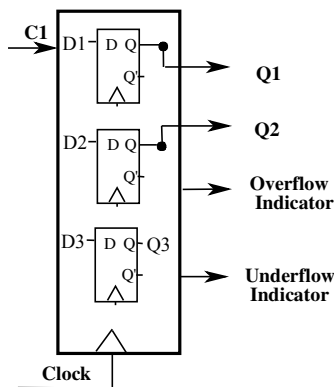 C1
D1 D Q
Q'
Q1
D2 D Q
Q'
Q2
Overflow
Indicator
D3 D Q Q3
Q'
Underflow
Indicator
Clock